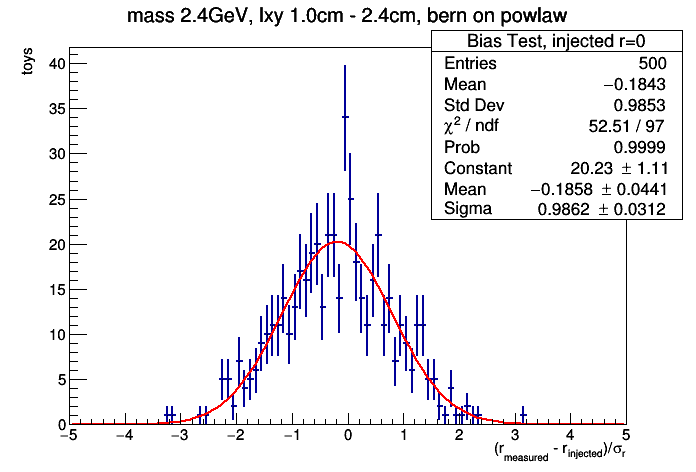 mass 2.4GeV, lxy 1.0cm - 2.4cm, bern on powlaw
Bias Test, injected r=0
Entries 500
Mean −0.1843
Std Dev 0.9853
χ² / ndf 52.51 / 97
Prob 0.9999
Constant 20.23 ± 1.11
Mean −0.1858 ± 0.0441
Sigma 0.9862 ± 0.0312
toys
40
35
30
25
20
15
10
5
0
−5 −4 −3 −2 −1 0 1 2 3 4 5
(r_measured - r_injected)/σ_r